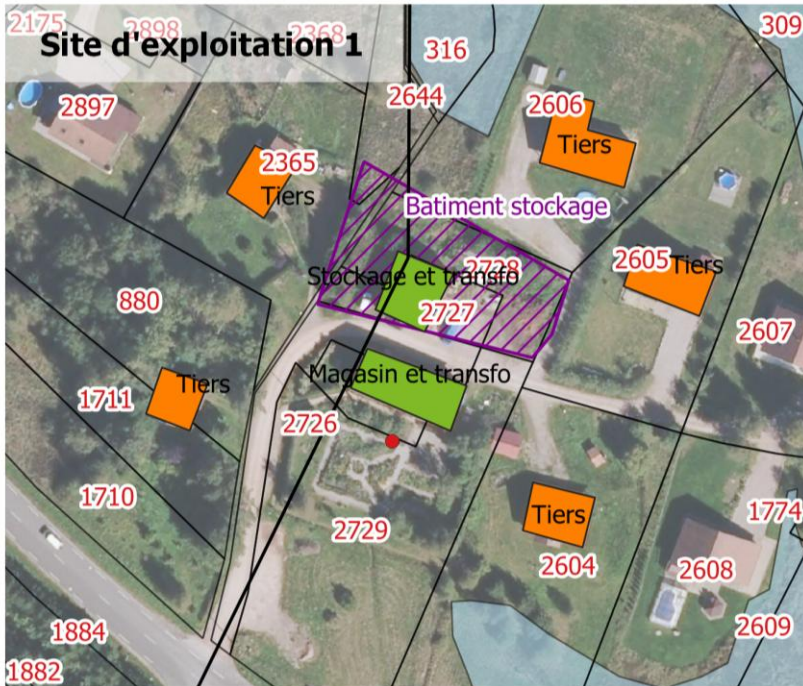 2175
2898
2368
309
Site d'exploitation 1
316
2644
2897
2606
Tiers
2365
Tiers
Batiment stockage
2728
2605
Tiers
Stockage et transfo
880
2727
2607
Magasin et transfo
Tiers
1711
2726
1710
1774
Tiers
2729
2604
2608
1884
2609
1882